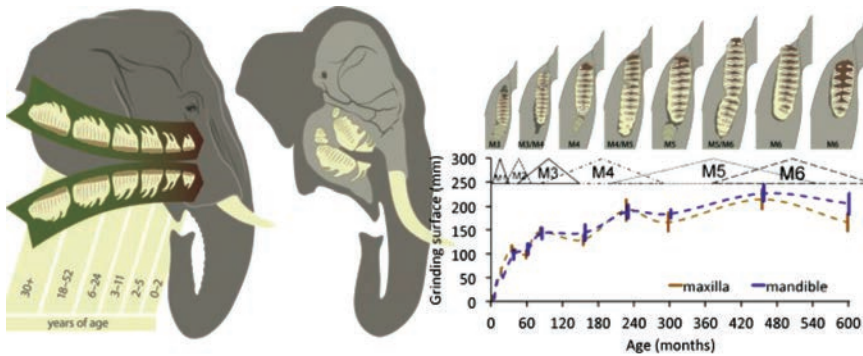 30+
18–52
6–24
3–11
2–5
0–2
years of age
M3
M3/M4
M4
M4/M5
M5
M5/M6
M6
M6
Grinding surface (mm)
300
250
200
150
100
50
0
M1
M2
M3
M4
M5
M6
maxilla
mandible
0
60
120
180
240
300
360
420
480
540
600
Age (months)